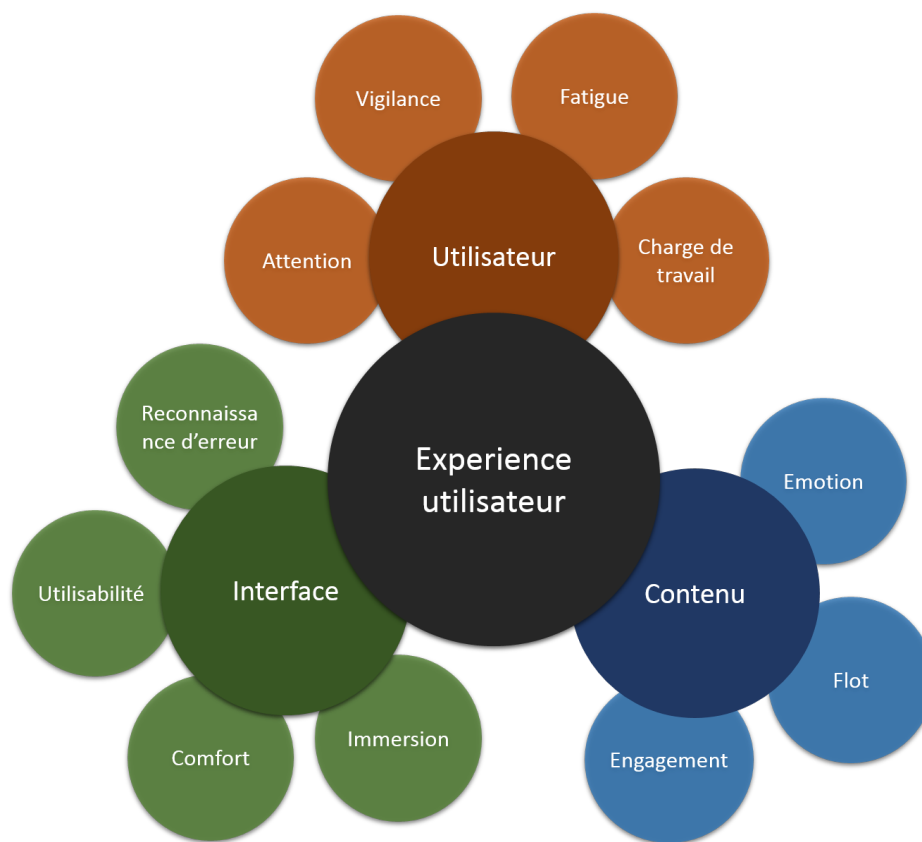 Vigilance
Fatigue
Attention
Utilisateur
Charge de
travail
Reconnaissa
nce d’erreur
Experience
utilisateur
Emotion
Utilisabilité
Interface
Contenu
Flot
Comfort
Immersion
Engagement